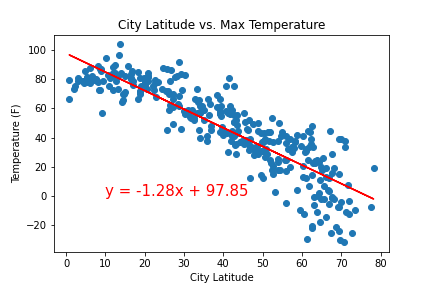 City Latitude vs. Max Temperature
Temperature (F)
100
80
60
40
20
0
−20
y = -1.28x + 97.85
0 10 20 30 40 50 60 70 80
City Latitude